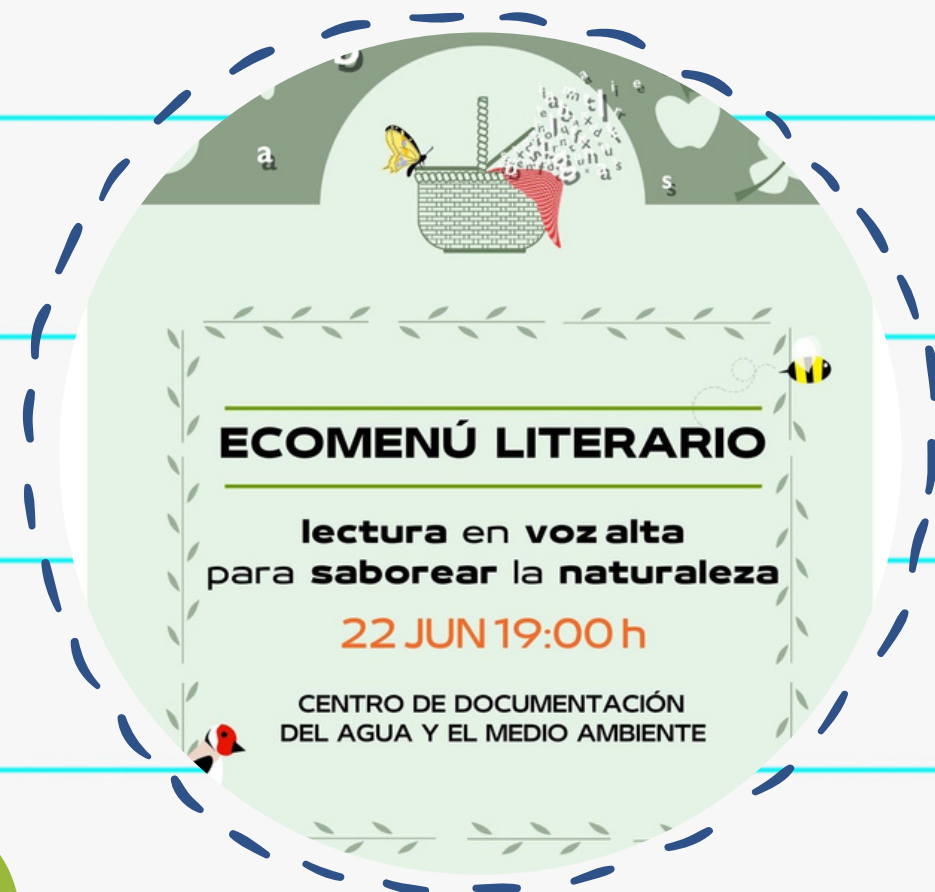 ECOMENÚ LITERARIO
lectura en voz alta
para saborear la naturaleza
22 JUN 19:00 h
CENTRO DE DOCUMENTACIÓN
DEL AGUA Y EL MEDIO AMBIENTE